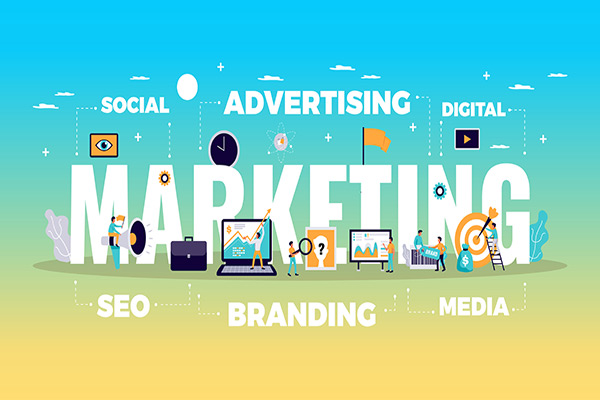 SOCIAL
ADVERTISING
DIGITAL
MARKETING
$
?
$
SEO
BRANDING
MEDIA